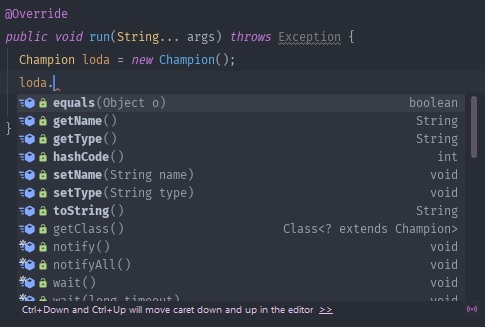 @Override
public void run(String... args) throws Exception {
Champion loda = new Champion();
loda.
equals(Object o) boolean
getName() String
getType() String
hashCode() int
setName(String name) void
setType(String type) void
toString() String
getClass() Class<? extends Champion>
notify() void
notifyAll() void
wait() void
wait(long timeout) void
Ctrl+Down and Ctrl+Up will move caret down and up in the editor >>
}